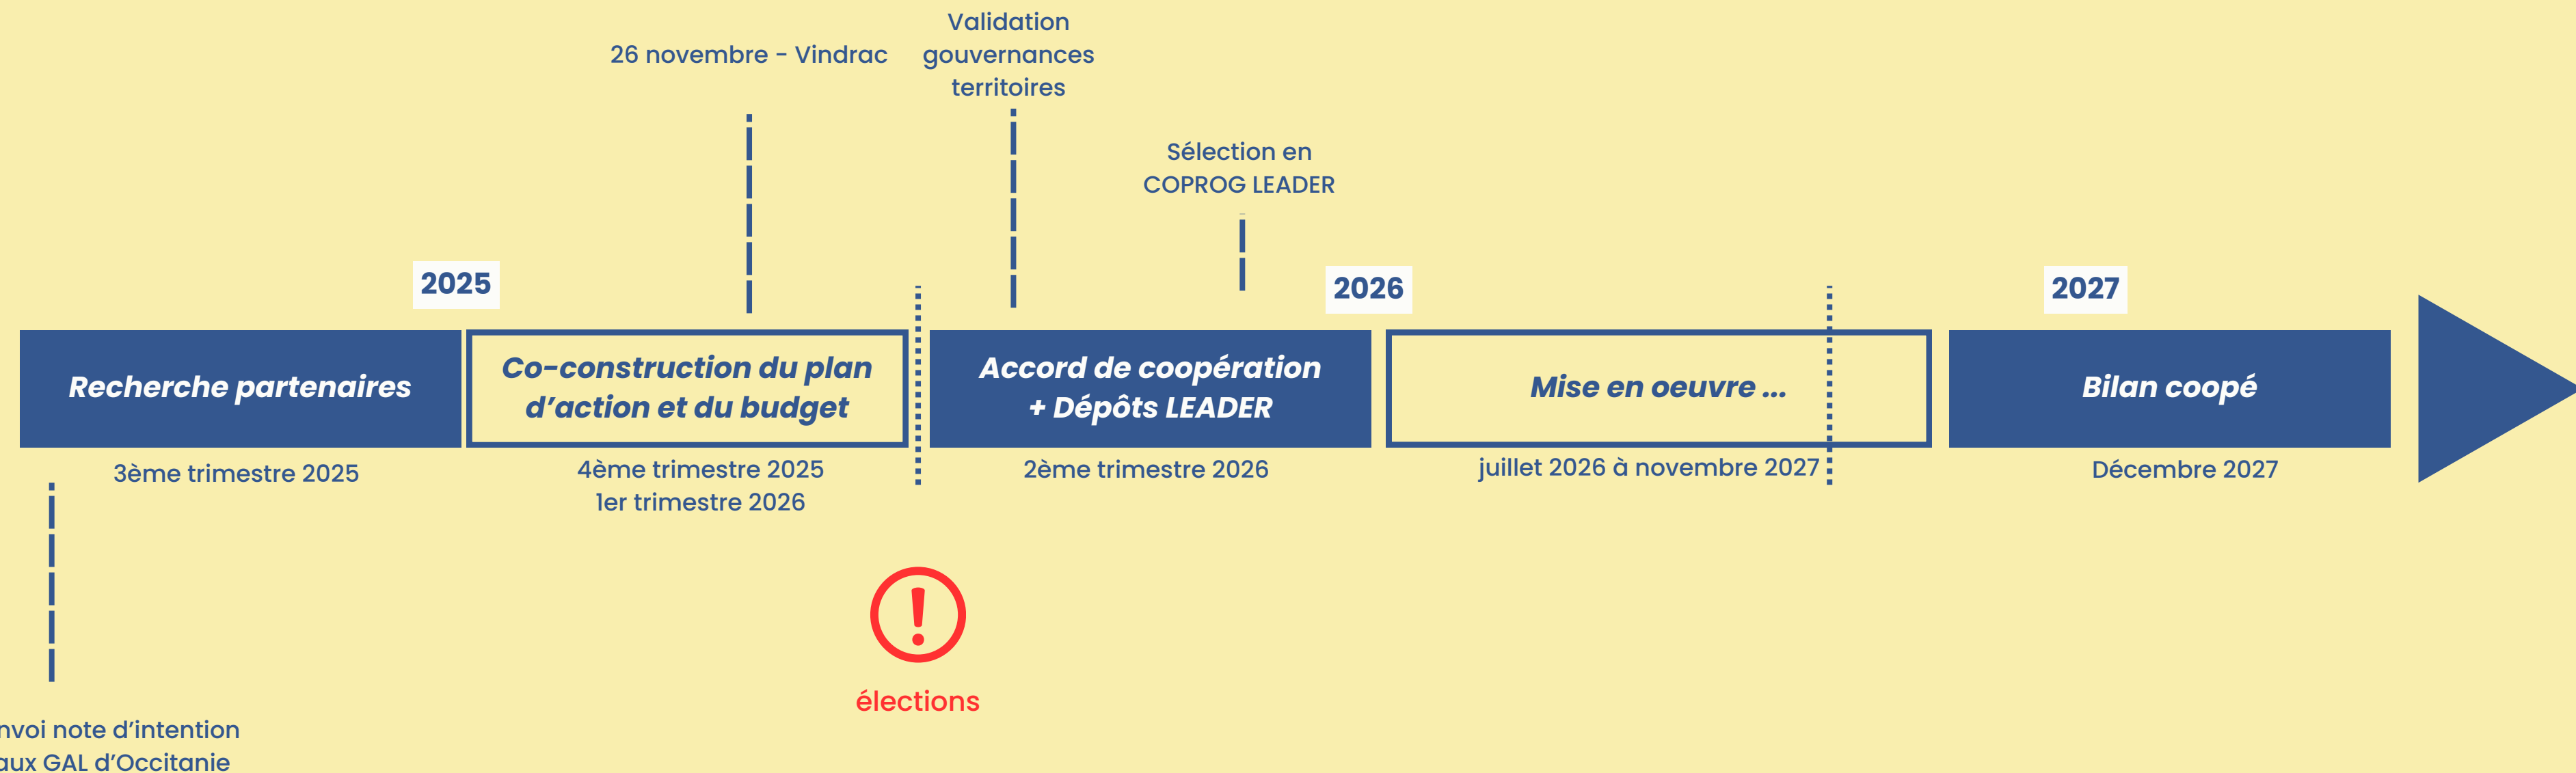 Validation
26 novembre - Vindrac
gouvernances
territoires
Sélection en
COPROG LEADER
2025
2026
2027
Recherche partenaires
Co-construction du plan
d’action et du budget
Accord de coopération
+ Dépôts LEADER
Mise en oeuvre ...
Bilan coopé
3ème trimestre 2025
4ème trimestre 2025
1er trimestre 2026
2ème trimestre 2026
juillet 2026 à novembre 2027
Décembre 2027
!
élections
nvoi note d’intention
aux GAL d’Occitanie